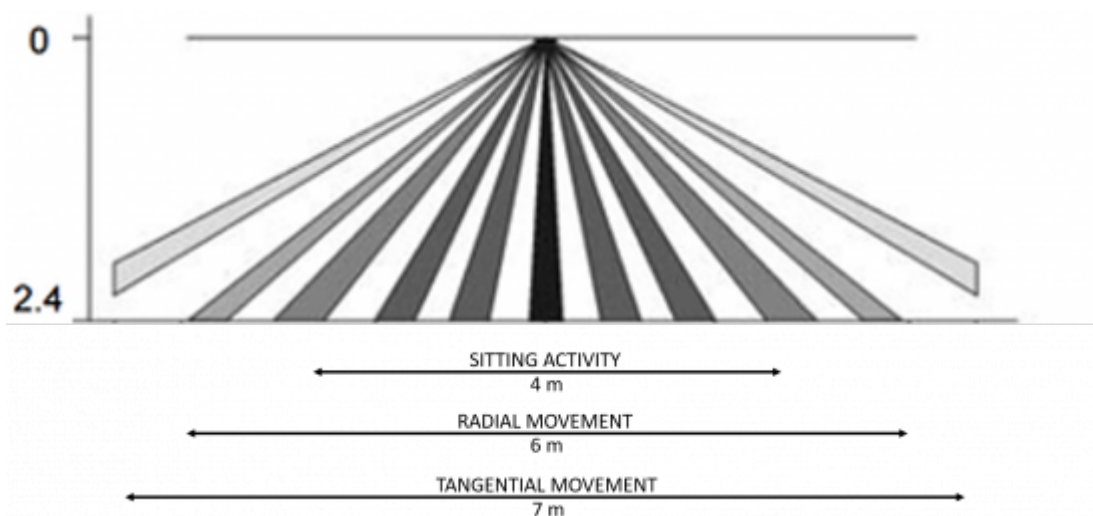 0
2.4
SITTING ACTIVITY
4 m
RADIAL MOVEMENT
6 m
TANGENTIAL MOVEMENT
7 m